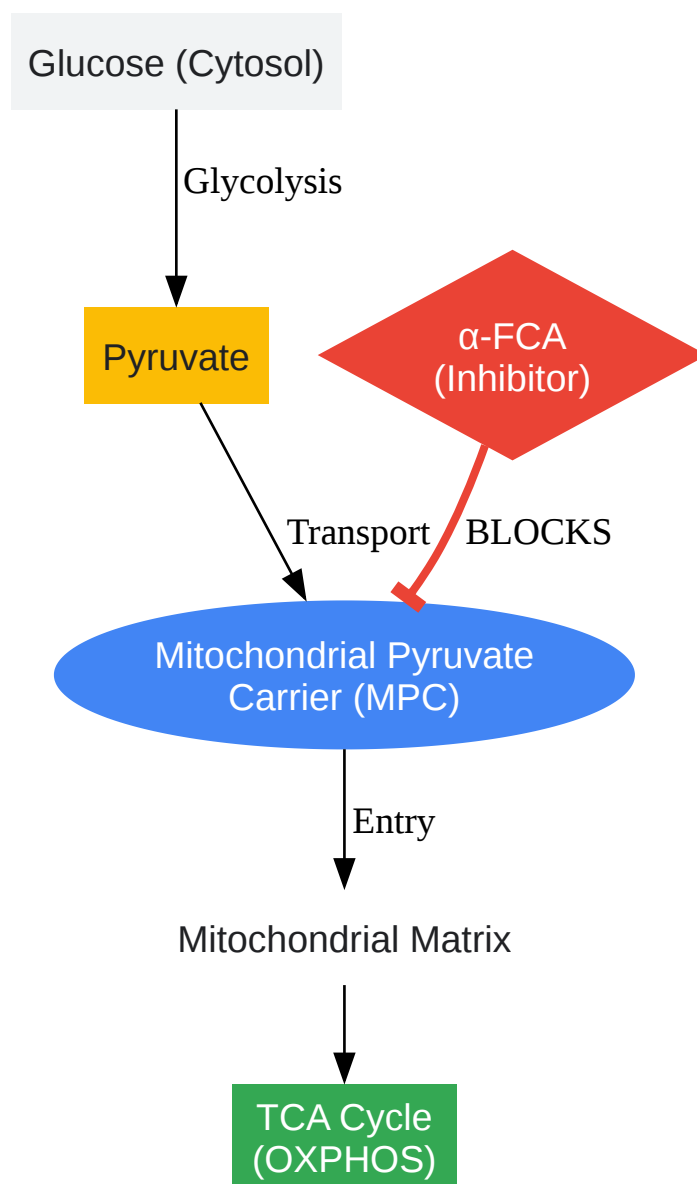 Glucose (Cytosol)
Glycolysis
Pyruvate
α-FCA
(Inhibitor)
Transport
BLOCKS
Mitochondrial Pyruvate
Carrier (MPC)
Entry
Mitochondrial Matrix
TCA Cycle
(OXPHOS)